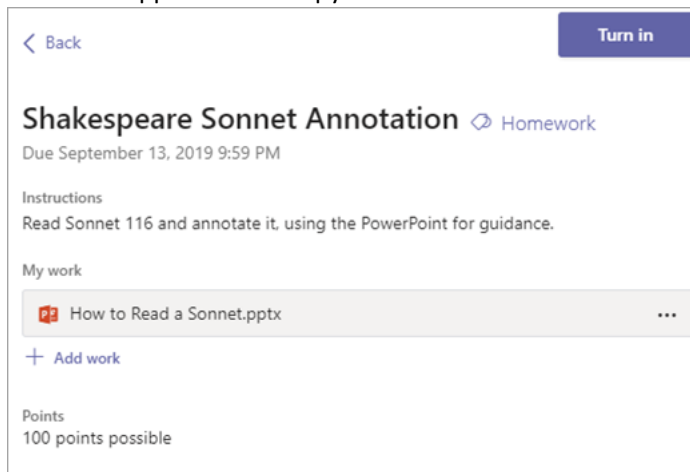 Back
Turn in
Shakespeare Sonnet Annotation Homework
Due September 13, 2019 9:59 PM
Instructions
Read Sonnet 116 and annotate it, using the PowerPoint for guidance.
My work
How to Read a Sonnet.pptx
Add work
Points
100 points possible